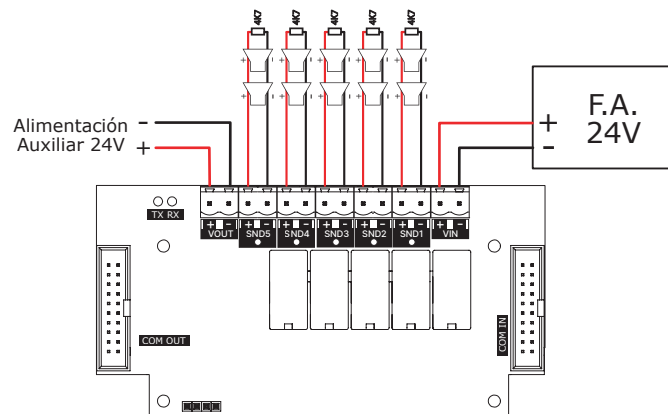 4K7 4K7 4K7 4K7 4K7
+ - + - + - + - + -
+ - + - + - + - + -
Alimentación -
Auxiliar 24V +
F.A.
24V
+
-
TX RX
+ - + - + - + - + - + - + -
VOUT SND5 SND4 SND3 SND2 SND1 VIN
COM OUT
COM IN